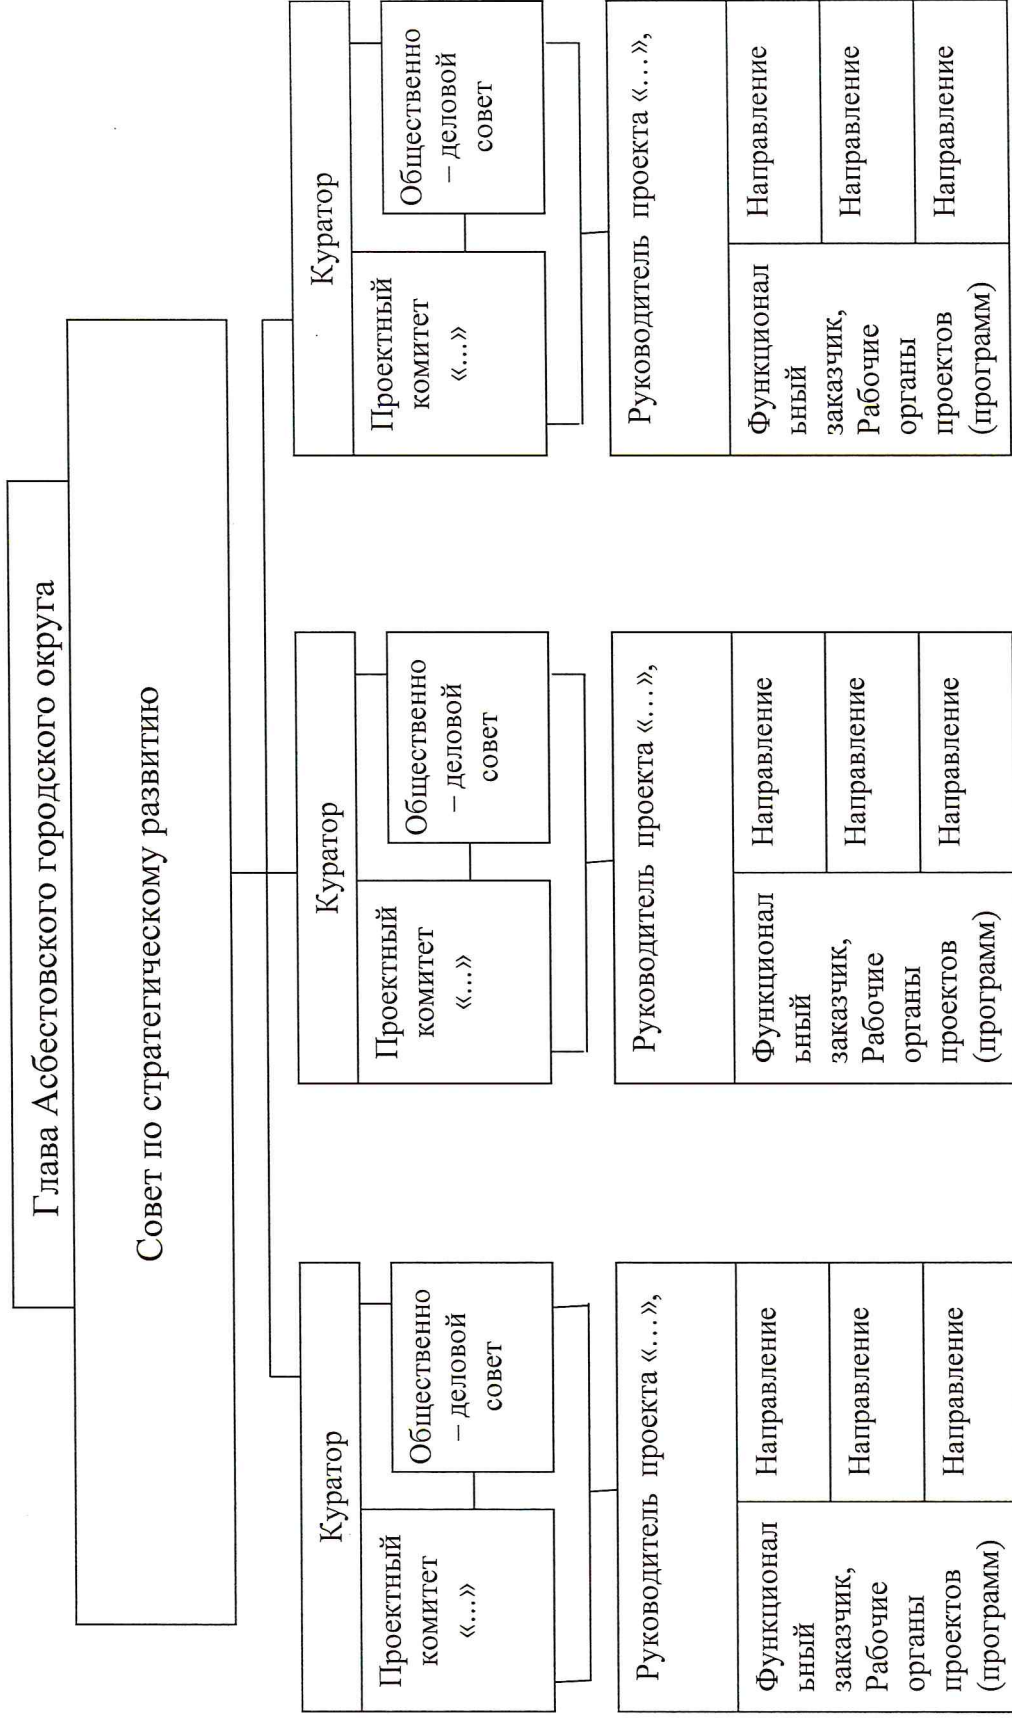 Глава Асбестовского городского округа
Совет по стратегическому развитию
Куратор
Проектный
комитет
«...»
Общественно
– деловой
совет
Руководитель проекта «...»,
Функционал
ьный
заказчик,
Рабочие
органы
проектов
(программ)
Направление
Направление
Направление
Куратор
Проектный
комитет
«...»
Общественно
– деловой
совет
Руководитель проекта «...»,
Функционал
ьный
заказчик,
Рабочие
органы
проектов
(программ)
Направление
Направление
Направление
Куратор
Проектный
комитет
«...»
Общественно
– деловой
совет
Руководитель проекта «...»,
Функционал
ьный
заказчик,
Рабочие
органы
проектов
(программ)
Направление
Направление
Направление